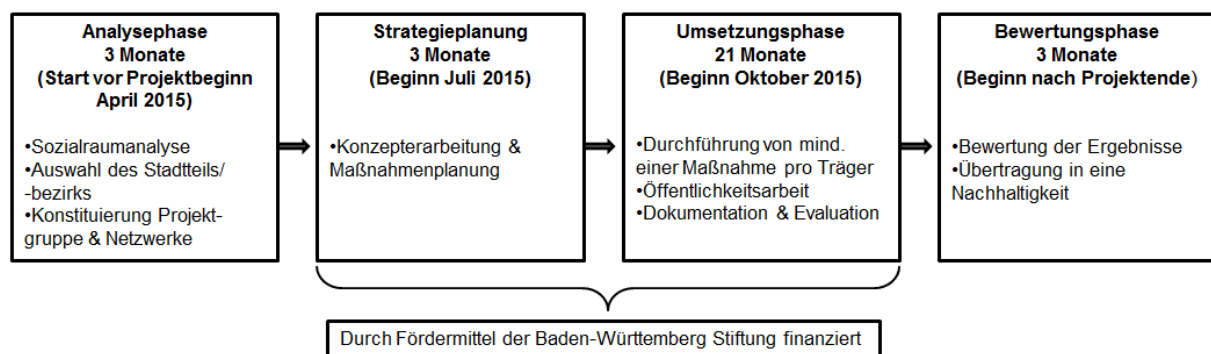 Analysephase
3 Monate
(Start vor Projektbeginn
April 2015)
•Sozialraumanalyse
•Auswahl des Stadtteils/
-bezirks
•Konstituierung Projekt-
gruppe & Netzwerke
Strategieplanung
3 Monate
(Beginn Juli 2015)
•Konzepterarbeitung &
Maßnahmenplanung
Umsetzungsphase
21 Monate
(Beginn Oktober 2015)
•Durchführung von mind.
einer Maßnahme pro Träger
•Öffentlichkeitsarbeit
•Dokumentation & Evaluation
Bewertungsphase
3 Monate
(Beginn nach Projektende)
•Bewertung der Ergebnisse
•Übertragung in eine
Nachhaltigkeit
Durch Fördermittel der Baden-Württemberg Stiftung finanziert